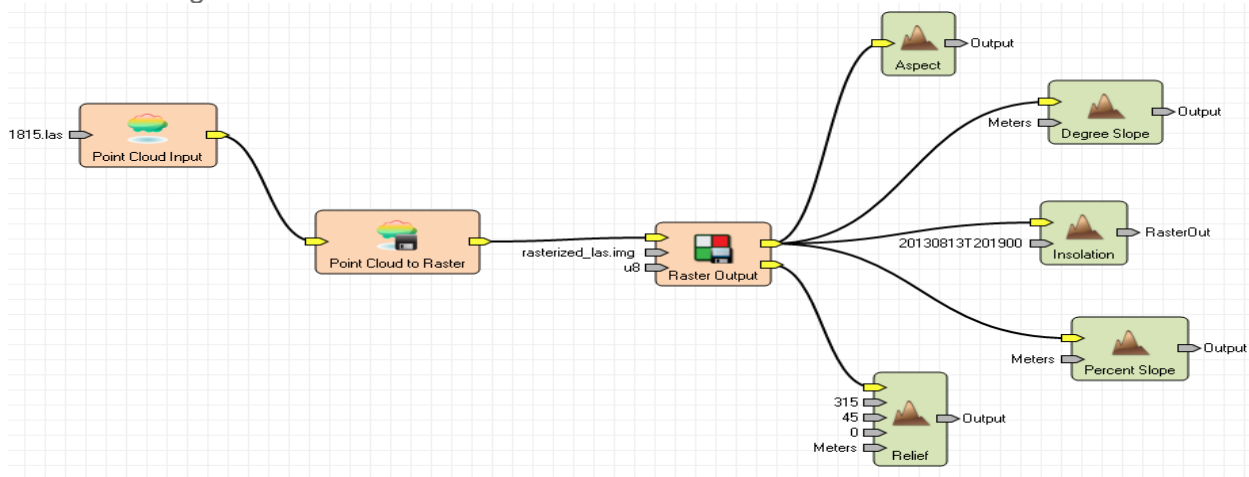 1815.las
Point Cloud Input
Point Cloud to Raster
rasterized_las.img
u8
Raster Output
Output
Aspect
Meters
Output
Degree Slope
20130813T201900
RasterOut
Insolation
Meters
Output
Percent Slope
315
45
0
Meters
Output
Relief